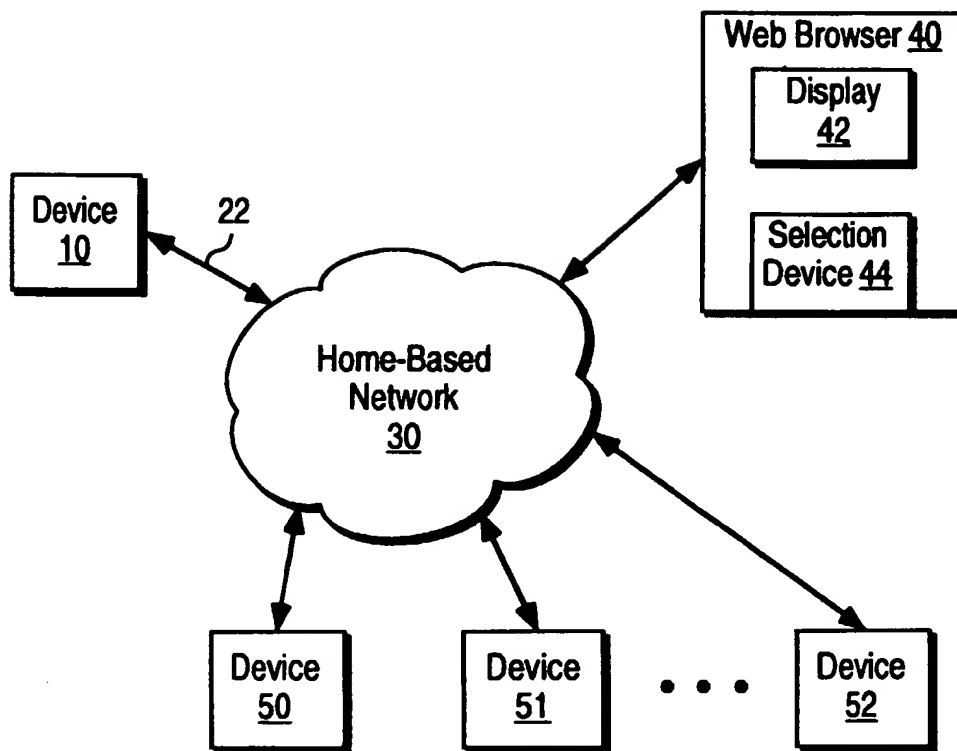 Web Browser 40
Display
42
Selection
Device 44
Device
10
22
Home-Based
Network
30
Device
50
Device
51
Device
52